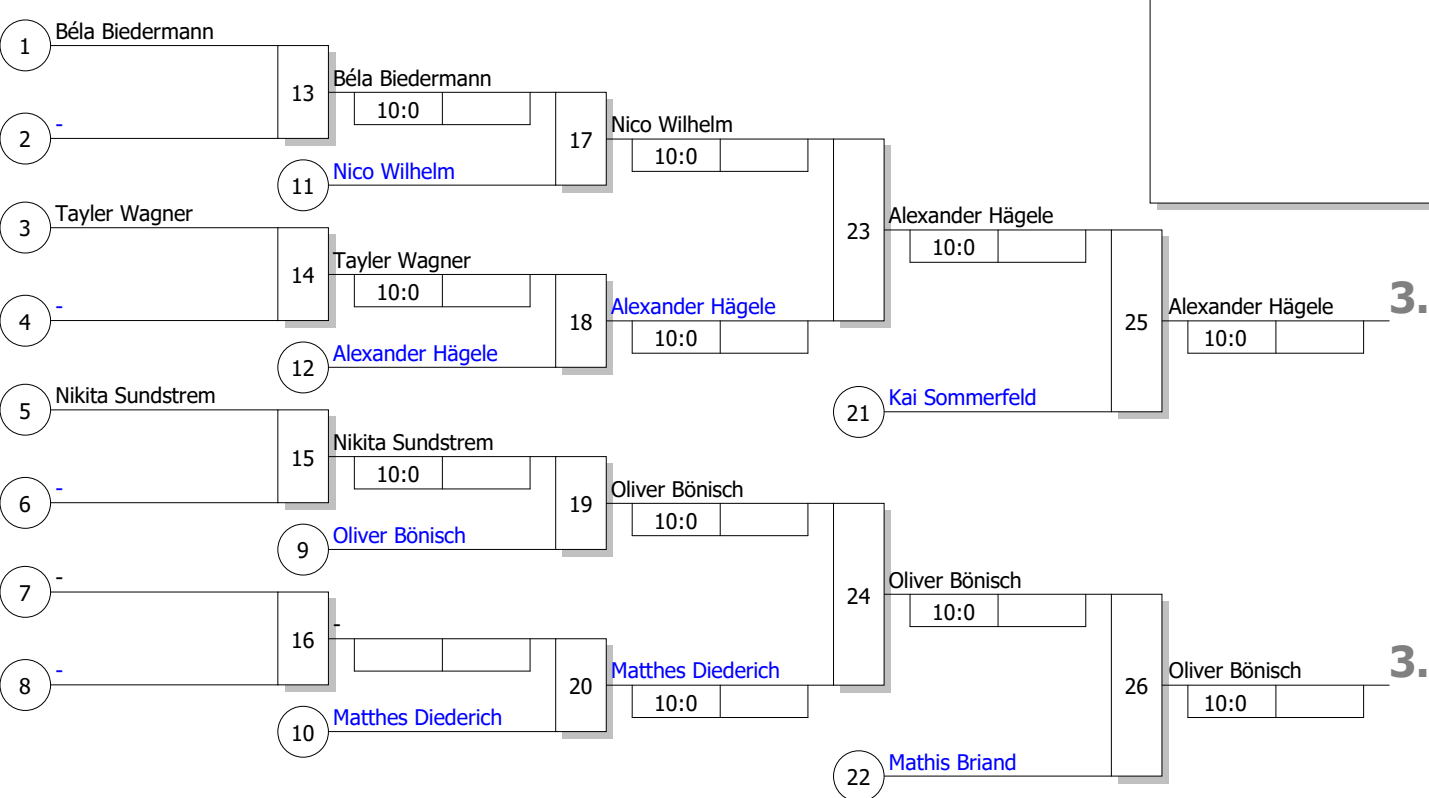 1 Béla Biedermann
13 Béla Biedermann
10:0
2 -
17 Nico Wilhelm
10:0
11 Nico Wilhelm
3 Tayler Wagner
23 Alexander Hägele
10:0
14 Tayler Wagner
10:0
4 -
18 Alexander Hägele
10:0
25 Alexander Hägele 3.
10:0
12 Alexander Hägele
5 Nikita Sundstrem
21 Kai Sommerfeld
15 Nikita Sundstrem
10:0
6 -
19 Oliver Bönisch
10:0
9 Oliver Bönisch
7 -
24 Oliver Bönisch
10:0
16 -
8 -
20 Matthes Diederich
10:0
26 Oliver Bönisch 3.
10:0
10 Matthes Diederich
22 Mathis Briand